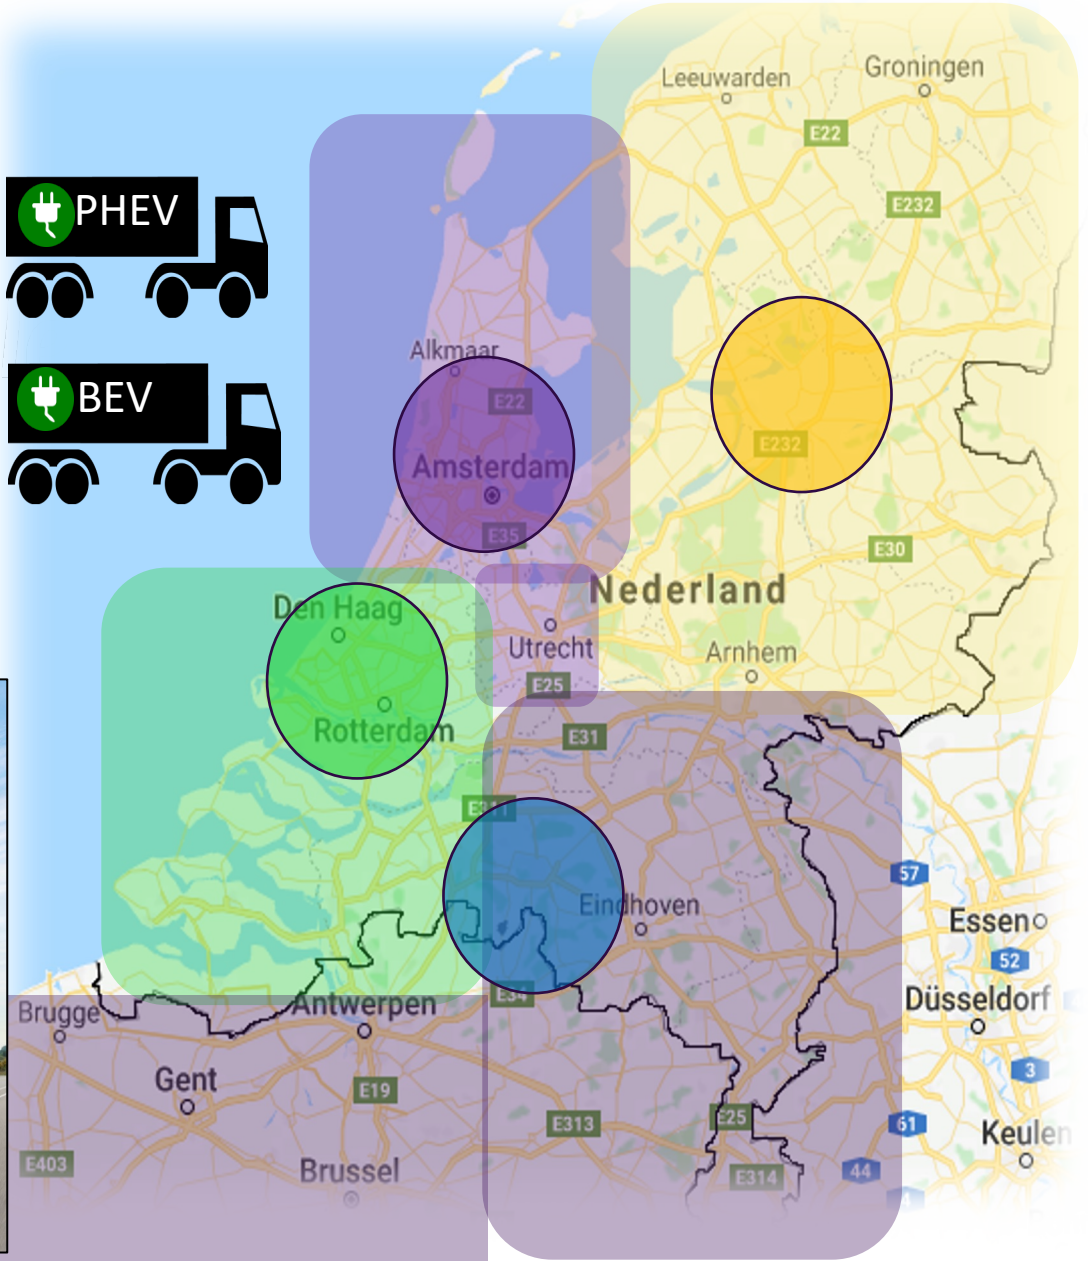 Leeuwarden
Groningen
E22
PHEV
E232
Alkmaar
BEV
E22
E232
Amsterdam
E35
E30
Nederland
Den Haag
Utrecht
Arnhem
E25
Rotterdam
E31
E311
57
Eindhoven
Essen
52
E34
Düsseldorf
Antwerpen
Brugge
3
Gent
E19
E25
E313
61
Keulen
E403
Brussel
E314
44